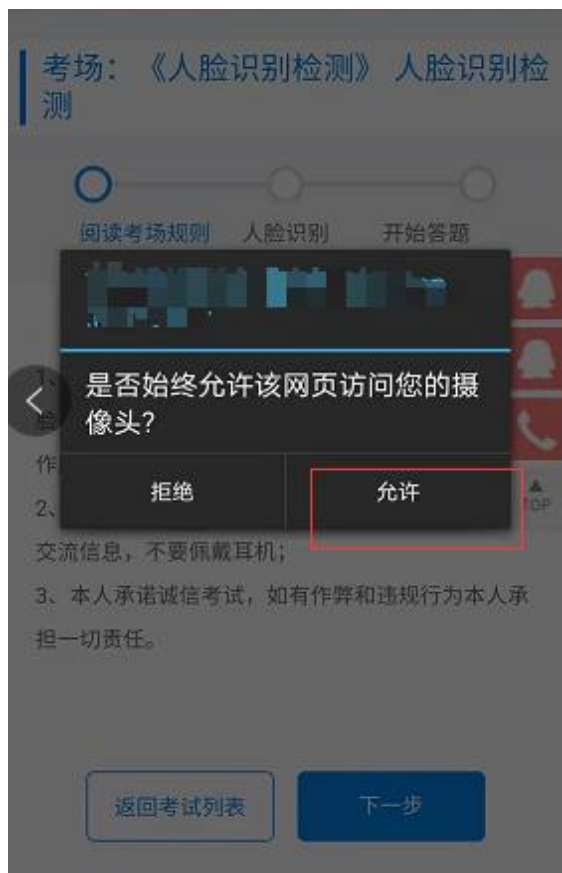 考场：《人脸识别检测》 人脸识别检
测
阅读考场规则 人脸识别 开始答题
是否始终允许该网页访问您的摄
像头?
拒绝 允许
作
2、
TOP
交流信息，不要佩戴耳机；
3、本人承诺诚信考试，如有作弊和违规行为本人承
担一切责任。
返回考试列表 下一步